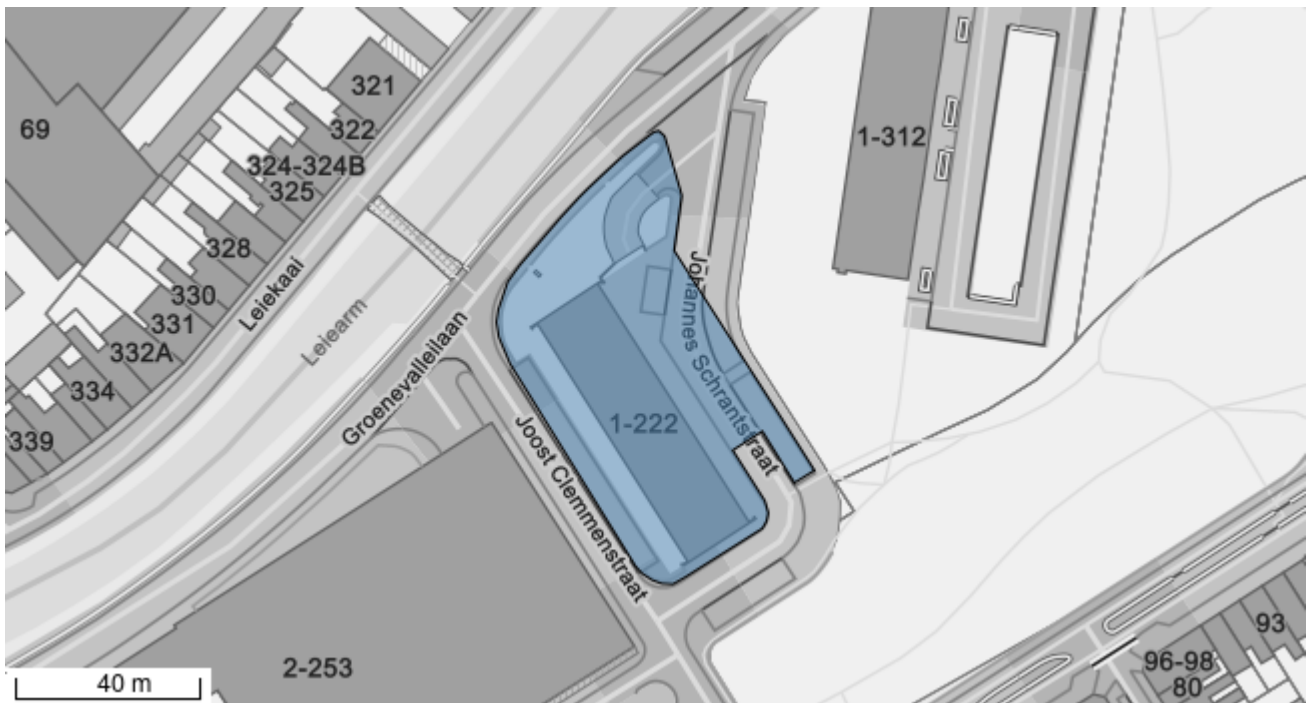 321
69
322
1-312
324-324B
325
328
330
Leiekaai
331
Johannes Schrantstraat
332A
Leiearm
334
Groenevalleilaan
339
1-222
Joost Clemmenstraat
93
2-253
96-98
80
40 m